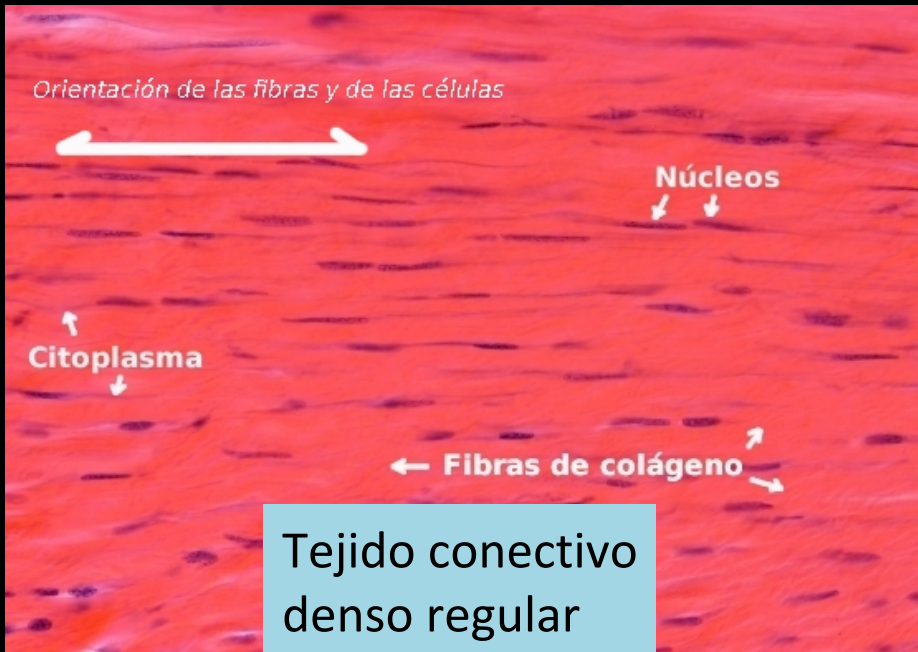 Orientación de las fibras y de las células
Núcleos
Citoplasma
Fibras de colágeno
Tejido conectivo
denso regular